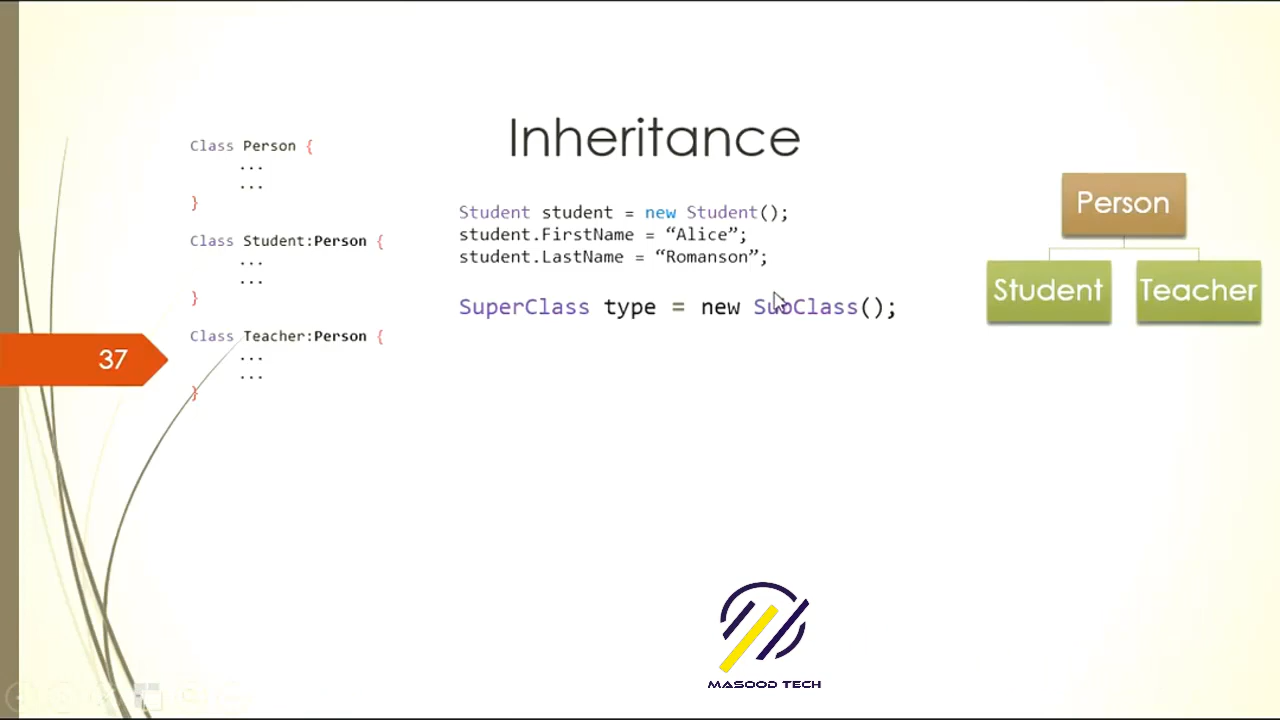 Inheritance
Class Person {
...
...
}
Class Student:Person {
...
...
}
Class Teacher:Person {
...
...
}
Student student = new Student();
student.FirstName = “Alice”;
student.LastName = “Romanson”;
SuperClass type = new SubClass();
Person
Student Teacher
37
MASOOD TECH